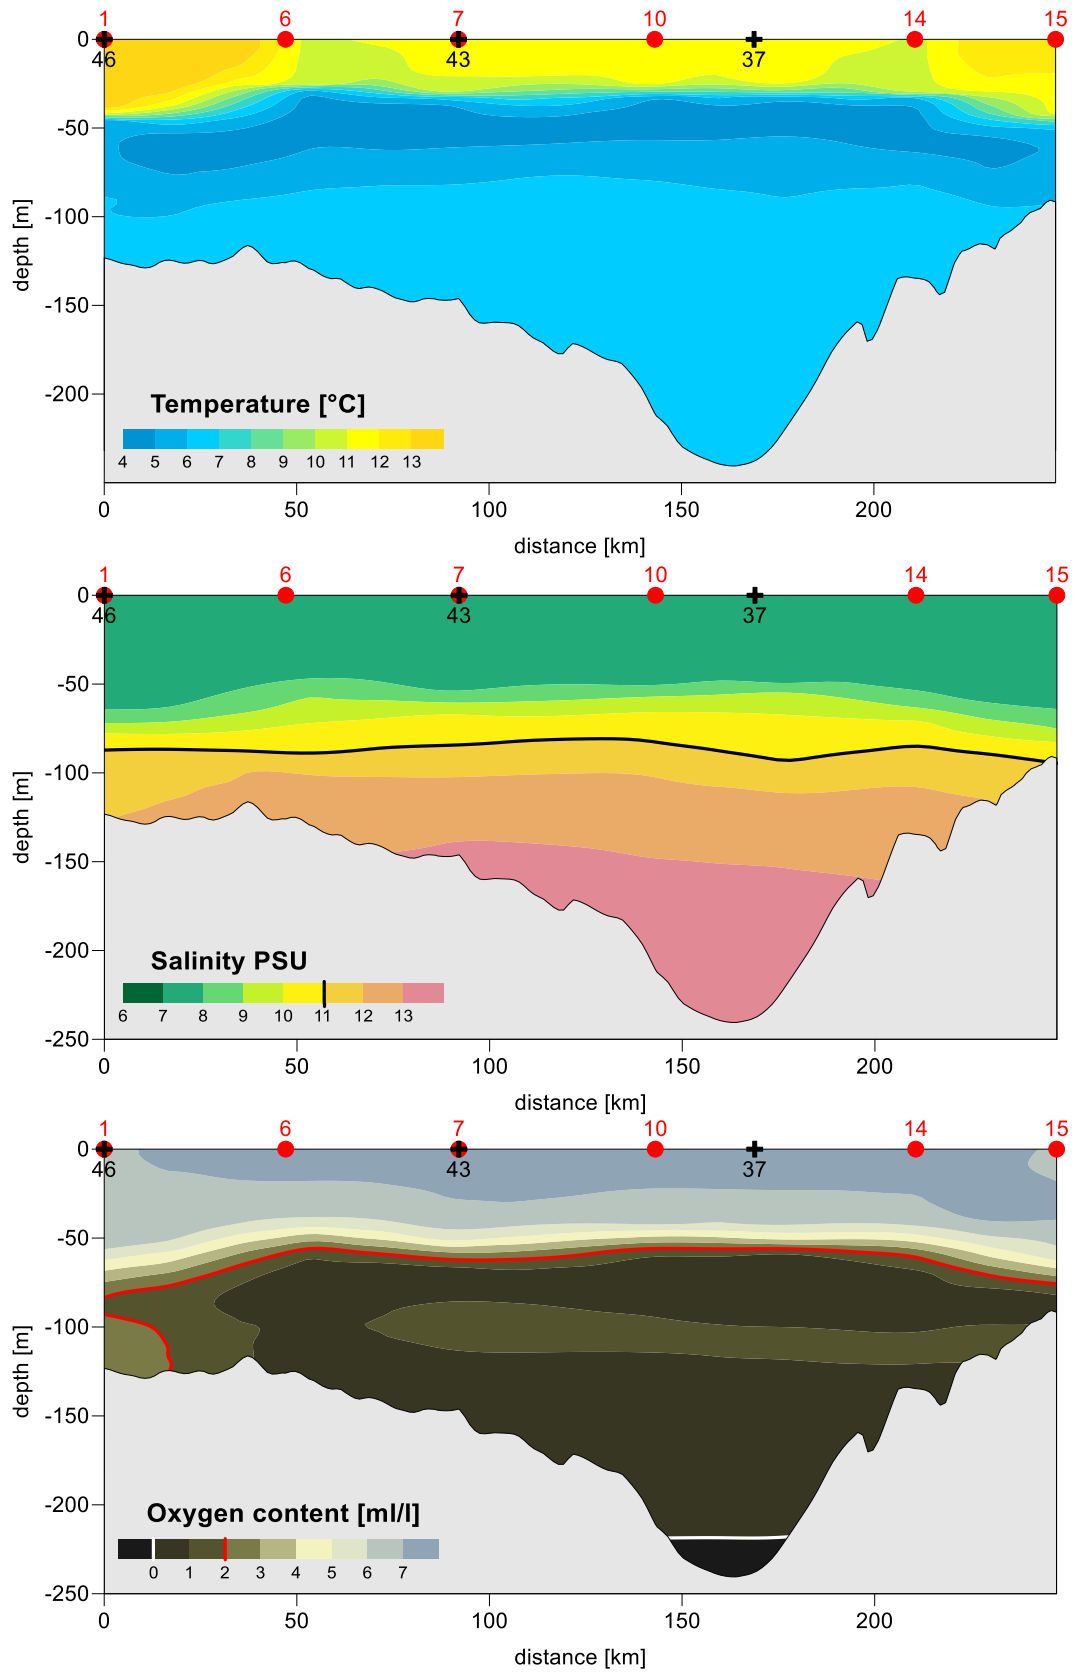 1 6 7 10 14 15
0
46 43 37
-50
-100
depth [m]
-150
-200
Temperature [°C]
4 5 6 7 8 9 10 11 12 13
0 50 100 150 200
distance [km]
1 6 7 10 14 15
0
46 43 37
-50
-100
depth [m]
-150
-200
Salinity PSU
6 7 8 9 10 11 12 13
-250
0 50 100 150 200
distance [km]
1 6 7 10 14 15
0
46 43 37
-50
-100
depth [m]
-150
-200
Oxygen content [ml/l]
0 1 2 3 4 5 6 7
-250
0 50 100 150 200
distance [km]